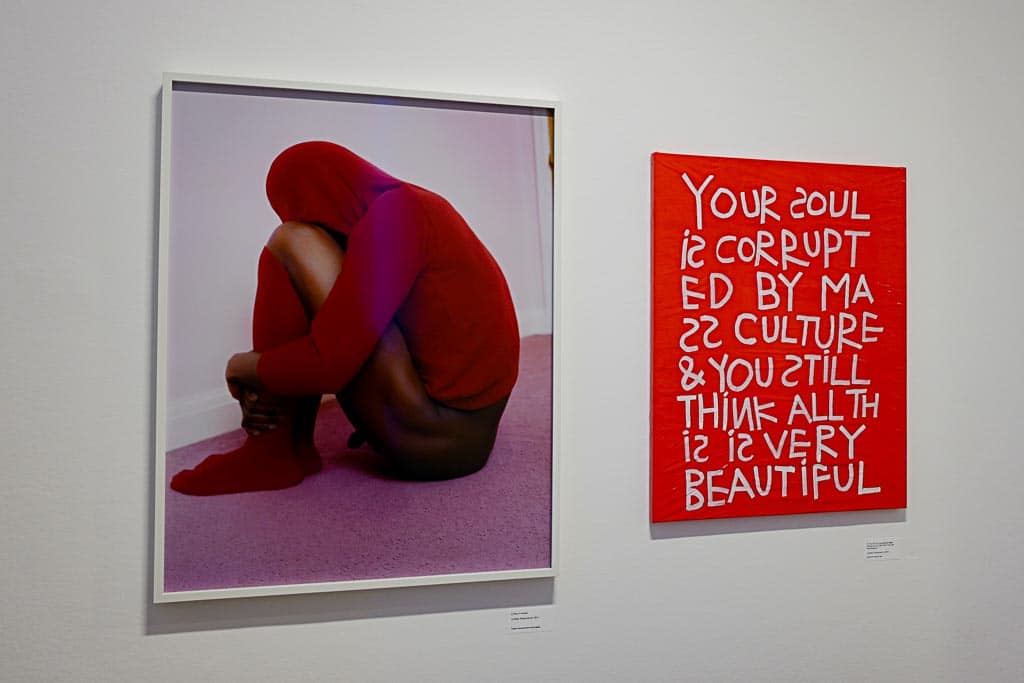 YOUR SOUL
iS CORRUPT
ED BY MA
SS CULTURE
& YOU STiLL
THiNK ALL TH
iS iS VERY
BEAUTiFUL